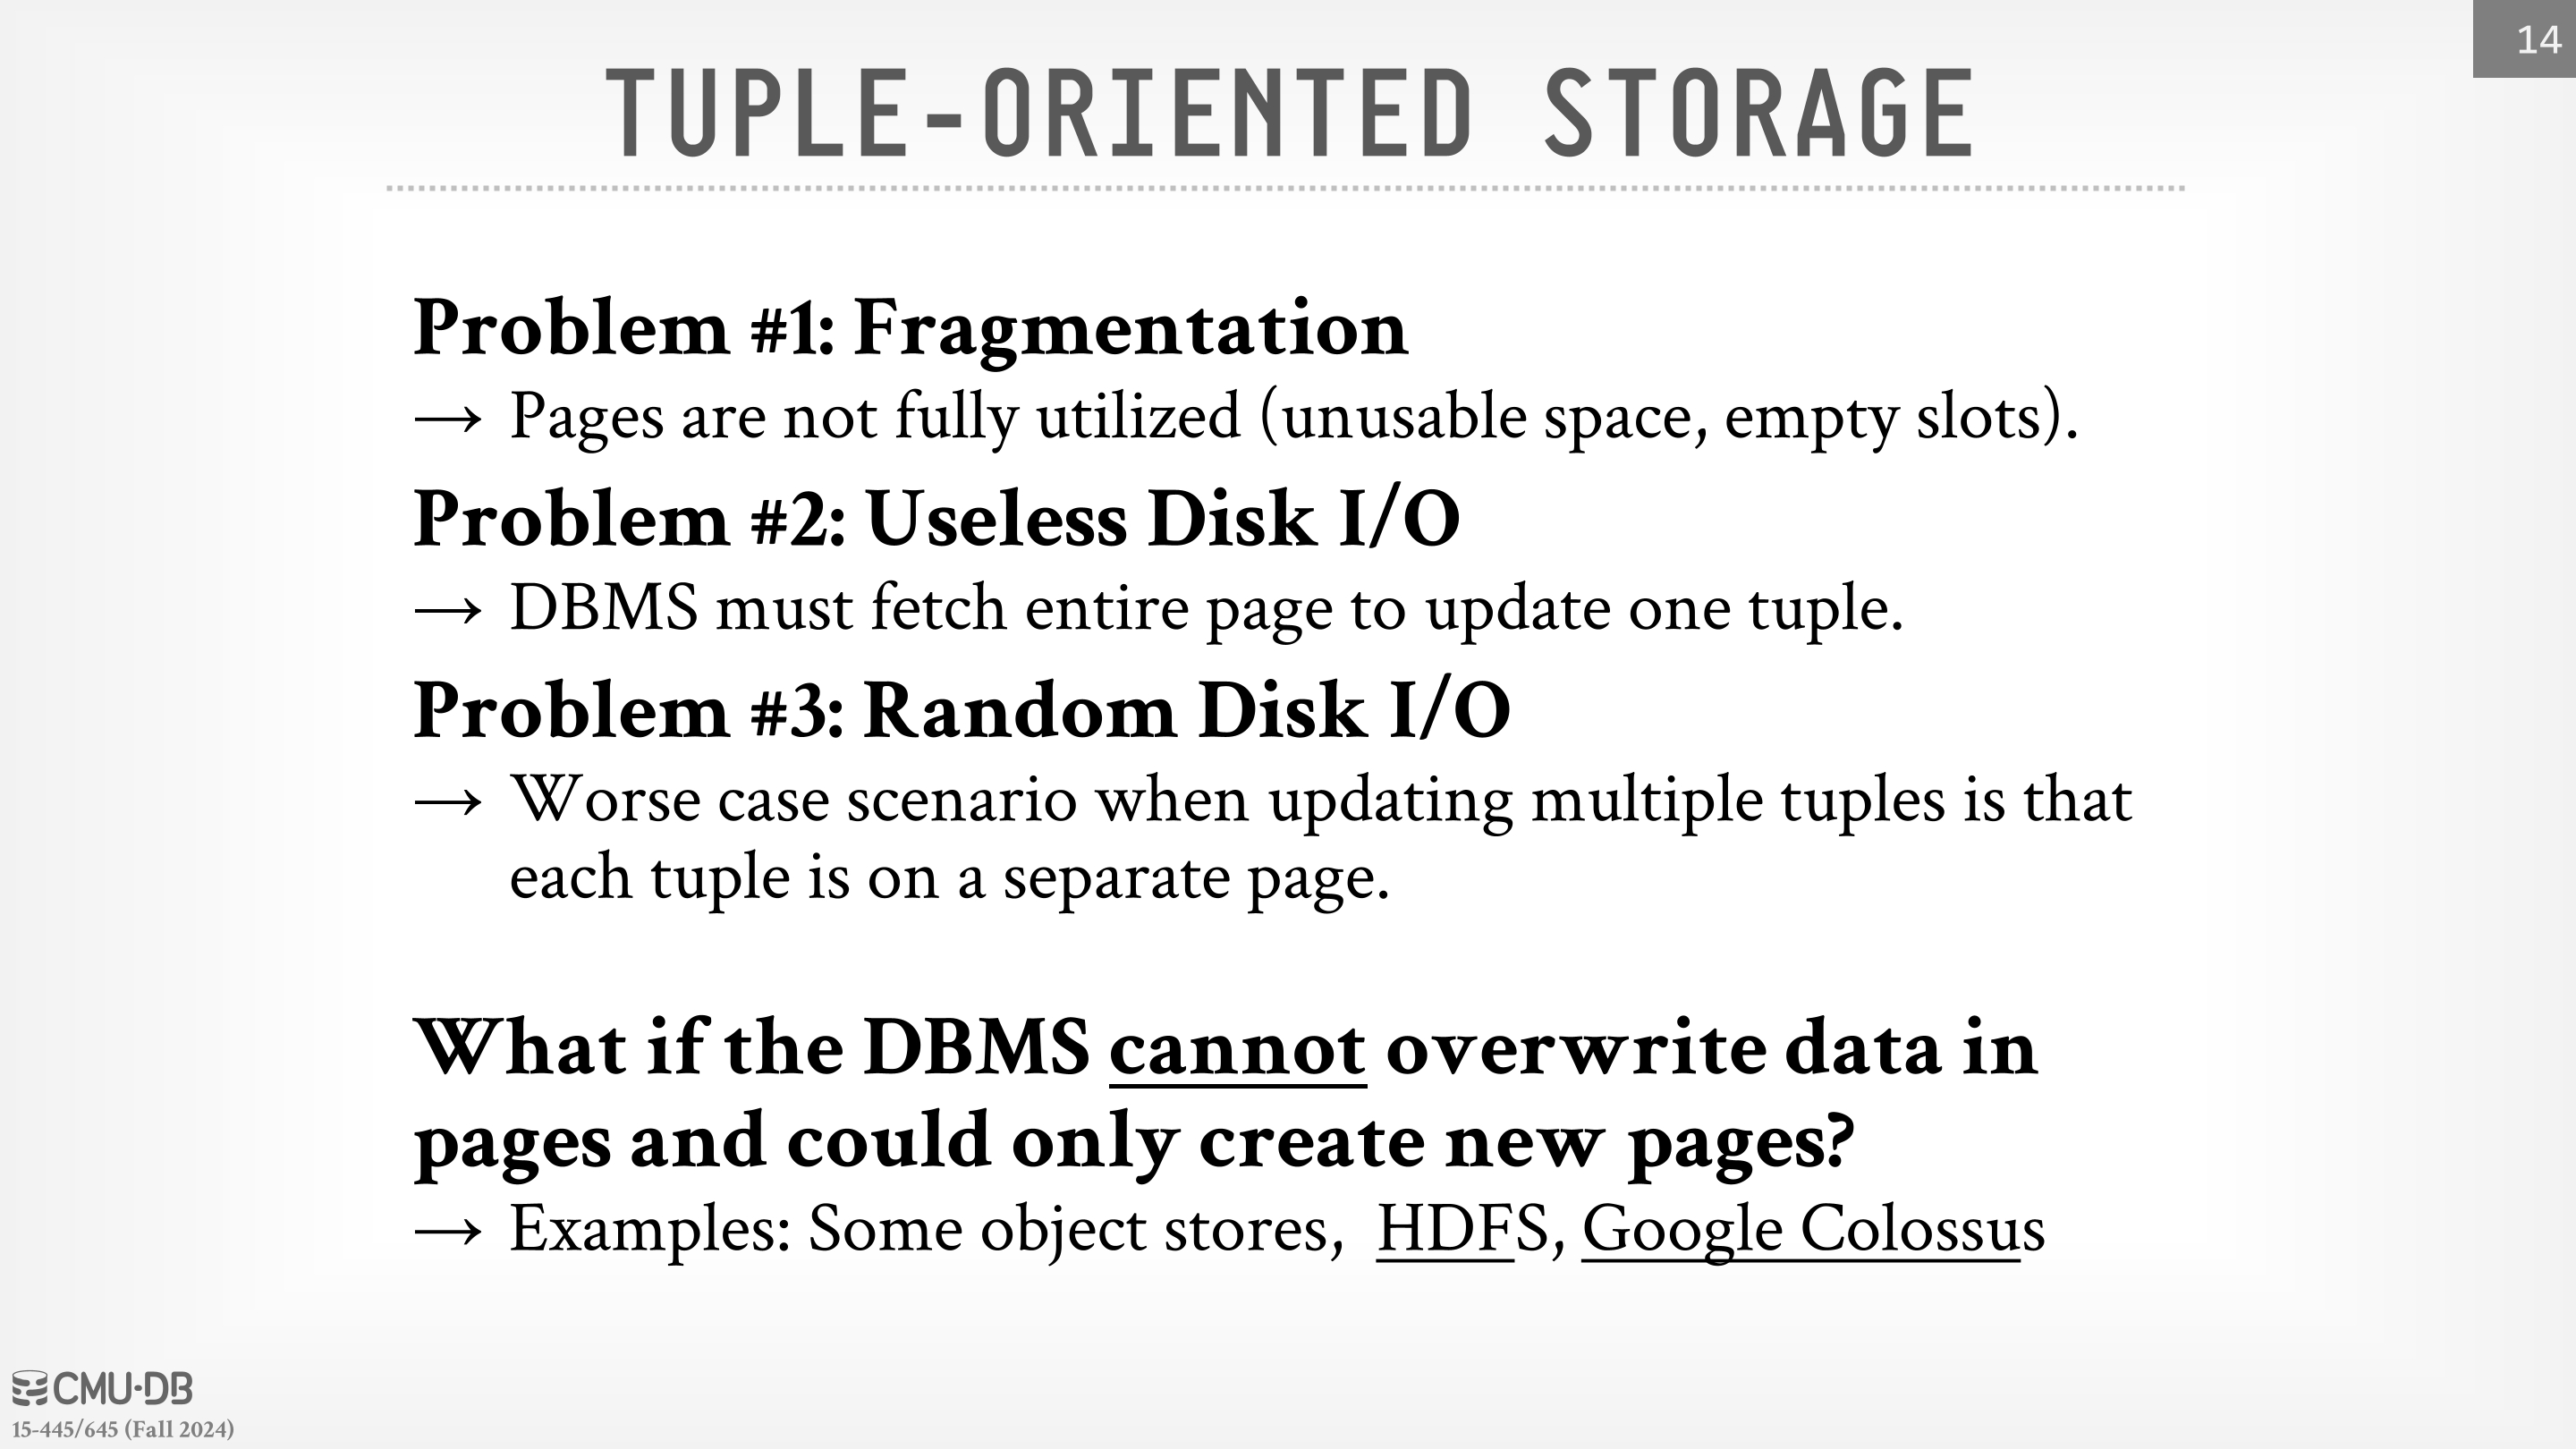 14
TUPLE-ORIENTED STORAGE
Problem #1: Fragmentation
→ Pages are not fully utilized (unusable space, empty slots).
Problem #2: Useless Disk I/O
→ DBMS must fetch entire page to update one tuple.
Problem #3: Random Disk I/O
→ Worse case scenario when updating multiple tuples is that
each tuple is on a separate page.
What if the DBMS cannot overwrite data in
pages and could only create new pages?
→ Examples: Some object stores, HDFS, Google Colossus
CMU·DB
15-445/645 (Fall 2024)